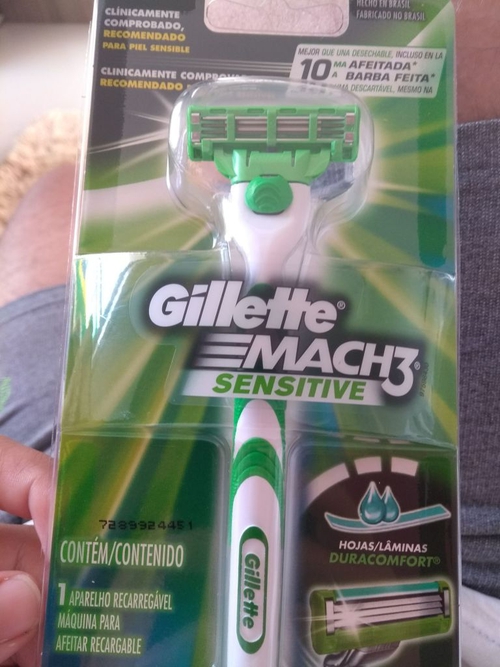 CLÍNICAMENTE
COMPROBADO,
RECOMENDADO
PARA PIEL SENSIBLE
HECHO EN BRASIL
FABRICADO NO BRASIL
CLINICAMENTE COMPROV
RECOMENDADO
MEJOR QUE UNA DESECHABLE, INCLUSO EN LA
10 MA AFEITADA*
A BARBA FEITA*
DESCARTÁVEL, MESMO NA
Gillette®
MACH3®
SENSITIVE
7289924451
CONTÉM/CONTENIDO
1 APARELHO RECARREGÁVEL
MÁQUINA PARA
AFEITAR RECARGABLE
Gillette
HOJAS/LÂMINAS
DURACOMFORT®